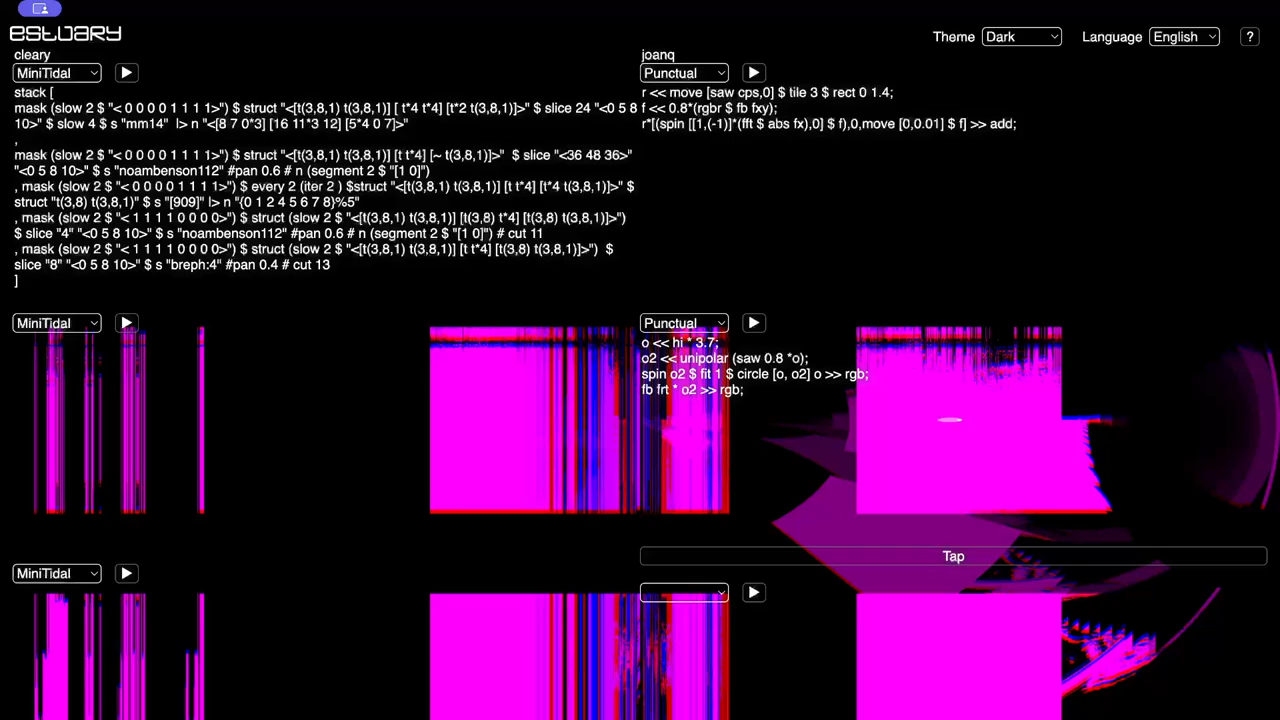 ESTUARY
Theme Dark Language English ?
cleary
MiniTidal
stack [
mask (slow 2 $ "< 0 0 0 0 1 1 1 1>") $ struct "<[t(3,8,1) t(3,8,1)] [ t*4 t*4] [t*2 t(3,8,1)]>" $ slice 24 "<0 5 8
10>" $ slow 4 $ s "mm14" |> n "<[8 7 0*3] [16 11*3 12] [5*4 0 7]>"
,
mask (slow 2 $ "< 0 0 0 0 1 1 1 1>") $ struct "<[t(3,8,1) t(3,8,1)] [t t*4] [~ t(3,8,1)]>" $ slice "<36 48 36>"
"<0 5 8 10>" $ s "noambenson112" #pan 0.6 # n (segment 2 $ "[1 0]")
, mask (slow 2 $ "< 0 0 0 0 1 1 1 1>") $ every 2 (iter 2 ) $struct "<[t(3,8,1) t(3,8,1)] [t t*4] [t*4 t(3,8,1)]>" $
struct "t(3,8) t(3,8,1)" $ s "[909]" |> n "{0 1 2 4 5 6 7 8}%5"
, mask (slow 2 $ "< 1 1 1 1 0 0 0 0>") $ struct (slow 2 $ "<[t(3,8,1) t(3,8,1)] [t(3,8) t*4] [t(3,8) t(3,8,1)]>")
$ slice "4" "<0 5 8 10>" $ s "noambenson112" #pan 0.6 # n (segment 2 $ "[1 0]") # cut 11
, mask (slow 2 $ "< 1 1 1 1 0 0 0 0>") $ struct (slow 2 $ "<[t(3,8,1) t(3,8,1)] [t t*4] [t(3,8) t(3,8,1)]>") $
slice "8" "<0 5 8 10>" $ s "breph:4" #pan 0.4 # cut 13
]
joanq
Punctual
r << move [saw cps,0] $ tile 3 $ rect 0 1.4;
f << 0.8*(rgbr $ fb fxy);
r*[(spin [[1,(-1)]*(fft $ abs fx),0] $ f),0,move [0,0.01] $ f] >> add;
MiniTidal
Punctual
o << hi * 3.7;
o2 << unipolar (saw 0.8 *o);
spin o2 $ fit 1 $ circle [o, o2] o >> rgb;
fb frt * o2 >> rgb;
Tap
MiniTidal